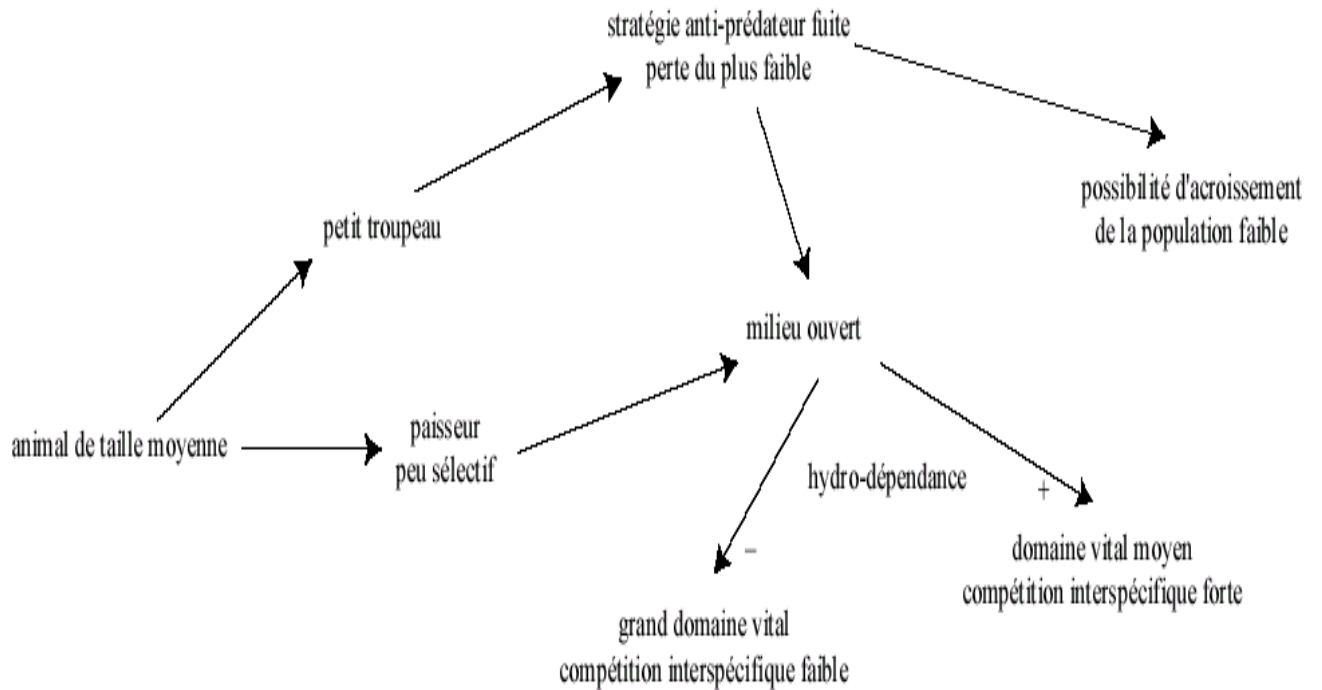 stratégie anti-prédateur fuite
perte du plus faible
possibilité d'acroissement
de la population faible
petit troupeau
milieu ouvert
animal de taille moyenne
paisseur
peu sélectif
hydro-dépendance
+
–
domaine vital moyen
compétition interspécifique forte
grand domaine vital
compétition interspécifique faible